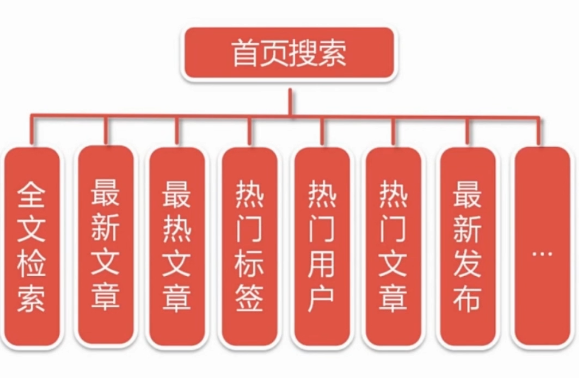 首页搜索
全文检索
最新文章
最热文章
热门标签
热门用户
热门文章
最新发布
...